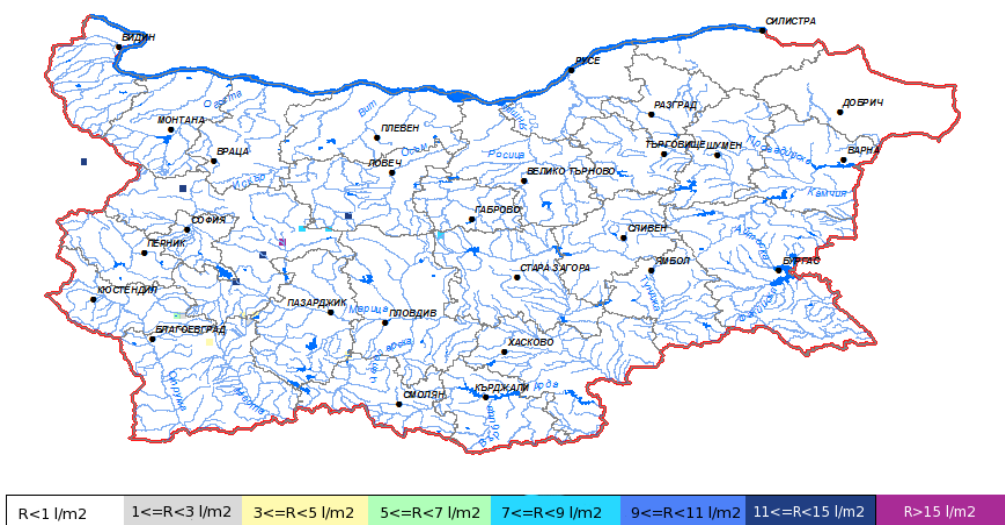 СИЛИСТРА
ВИДИН
РУСЕ
Огоста
Вит
РАЗГРАД
ДОБРИЧ
МОНТАНА
ПЛЕВЕН
ТЪРГОВИЩЕ
ШУМЕН
Провадийска
ВАРНА
ВРАЦА
Осъм
Росица
ЛОВЕЧ
Искър
ВЕЛИКО ТЪРНОВО
Камчия
СОФИЯ
ГАБРОВО
СЛИВЕН
ПЕРНИК
СТАРА ЗАГОРА
ЯМБОЛ
БУРГАС
КЮСТЕНДИЛ
ПАЗАРДЖИК
Марица
ПЛОВДИВ
Тунджа
БЛАГОЕВГРАД
ХАСКОВО
Струма
Места
СМОЛЯН
КЪРДЖАЛИ
R<1 l/m2
1<=R<3 l/m2
3<=R<5 l/m2
5<=R<7 l/m2
7<=R<9 l/m2
9<=R<11 l/m2
11<=R<15 l/m2
R>15 l/m2